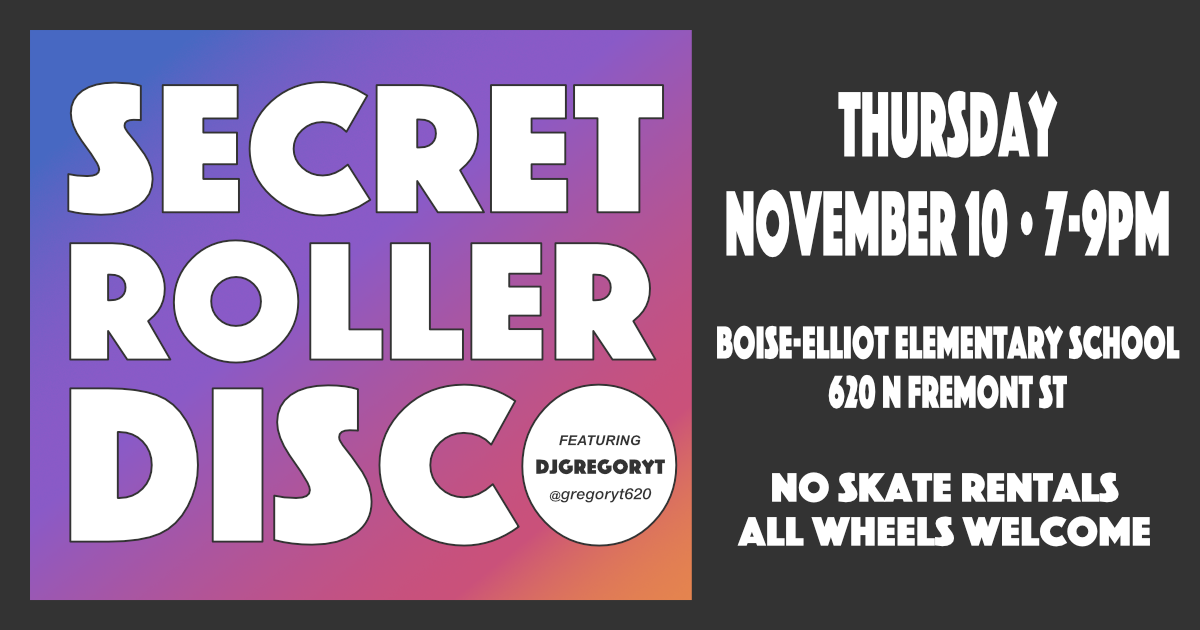 SECRET
ROLLER
DISCO
FEATURING
DJGREGORYT
@gregoryt620
THURSDAY
NOVEMBER 10 • 7-9PM
BOISE-ELLIOT ELEMENTARY SCHOOL
620 N FREMONT ST
NO SKATE RENTALS
ALL WHEELS WELCOME